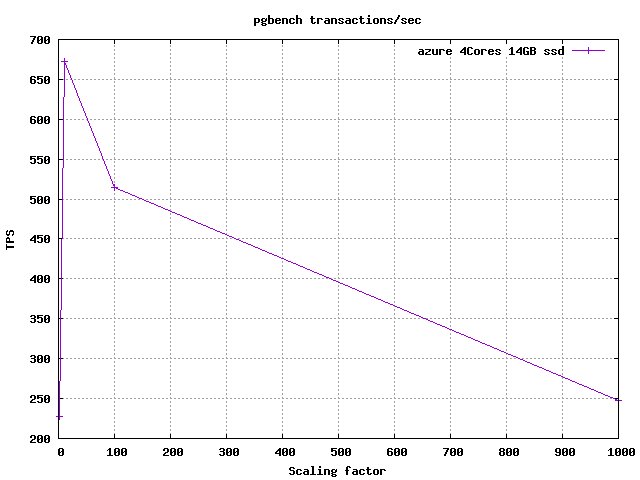 pgbench transactions/sec
azure 4Cores 14GB ssd
700
650
600
550
500
450
400
350
300
250
200
TPS
0 100 200 300 400 500 600 700 800 900 1000
Scaling factor